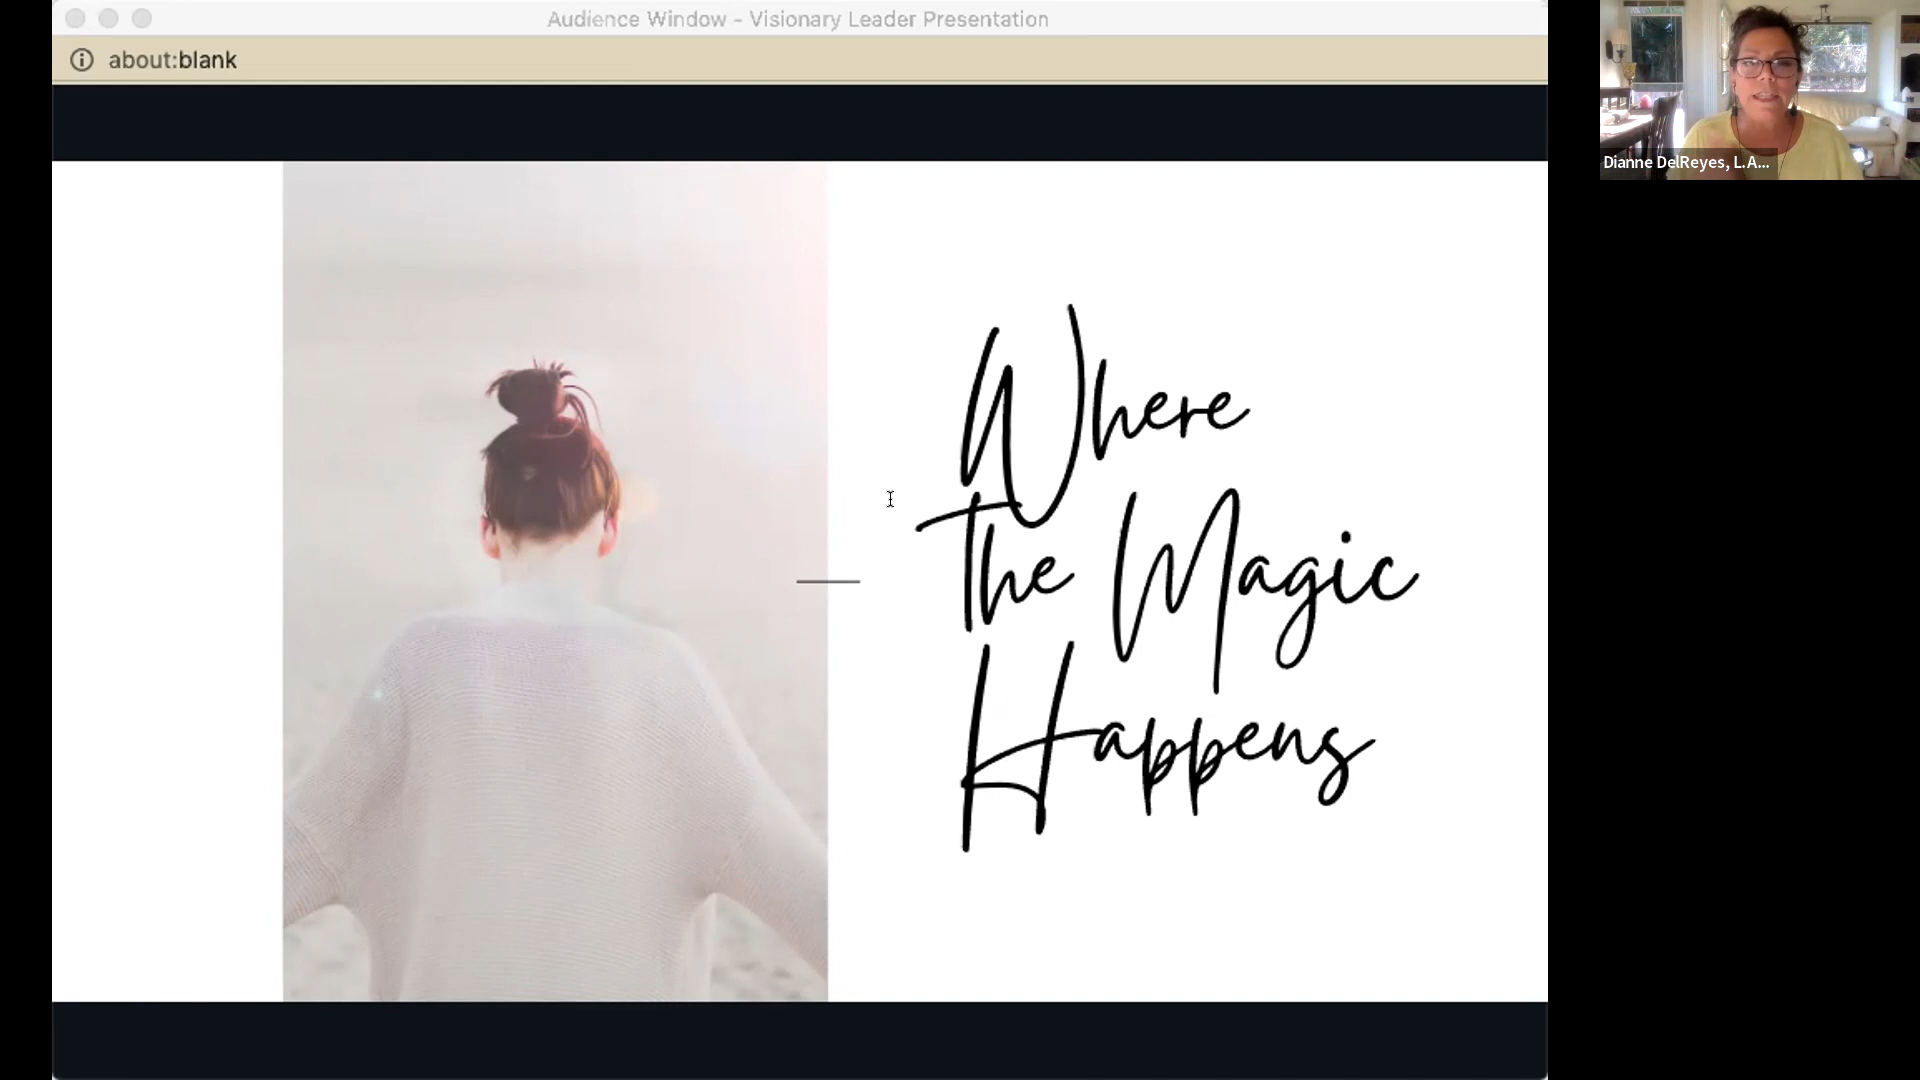 Audience Window - Visionary Leader Presentation
about:blank
Dianne DelReyes, L.A...
Where
The Magic
Happens